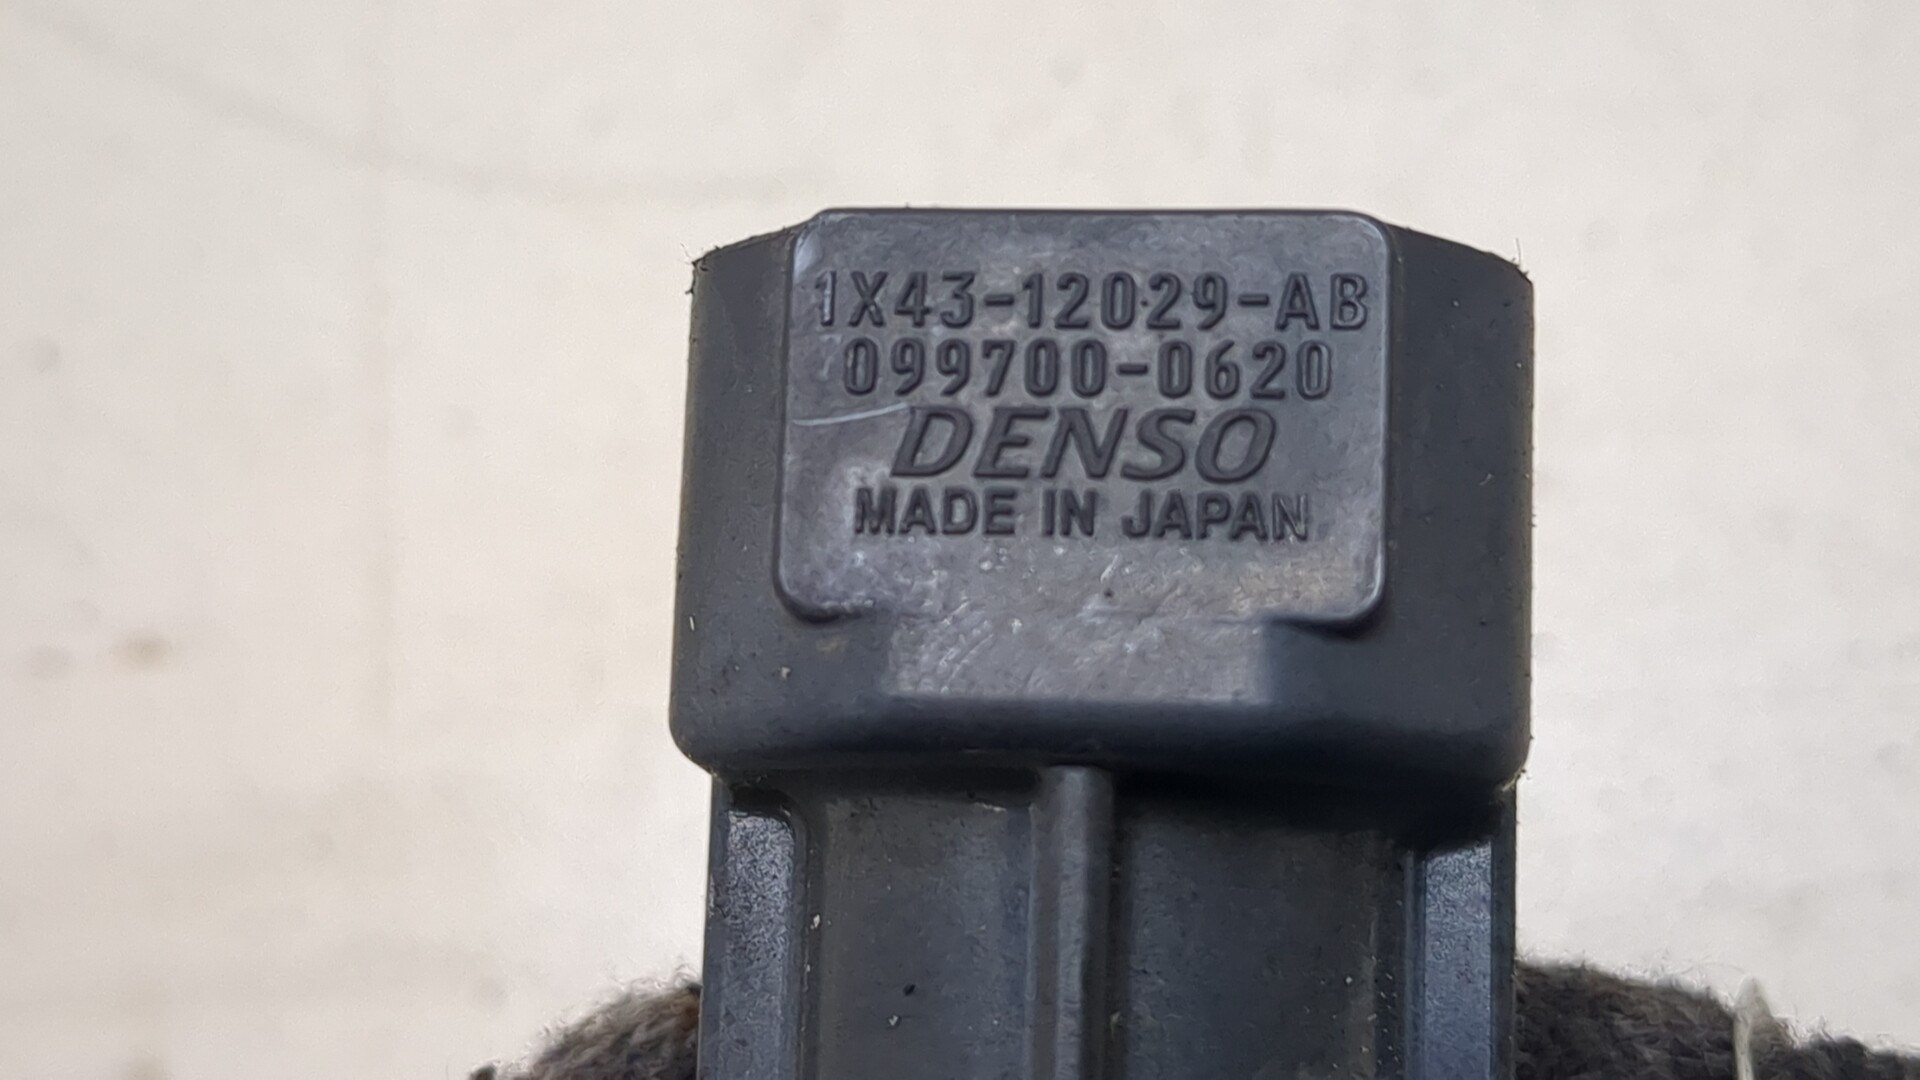 1X43-12029-AB
099700-0620
DENSO
MADE IN JAPAN